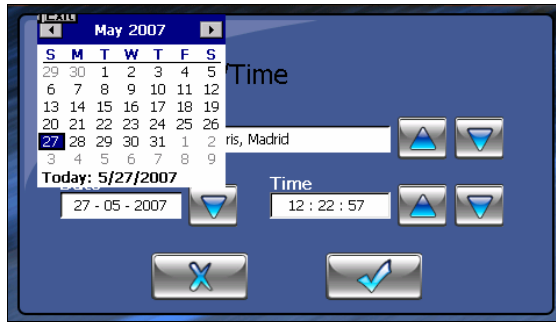 Exit
May 2007
S M T W T F S
29 30 1 2 3 4 5
6 7 8 9 10 11 12
13 14 15 16 17 18 19
20 21 22 23 24 25 26
27 28 29 30 31 1 2
3 4 5 6 7 8 9
Today: 5/27/2007
/Time
ris, Madrid
Date
Time
27 - 05 - 2007
12 : 22 : 57